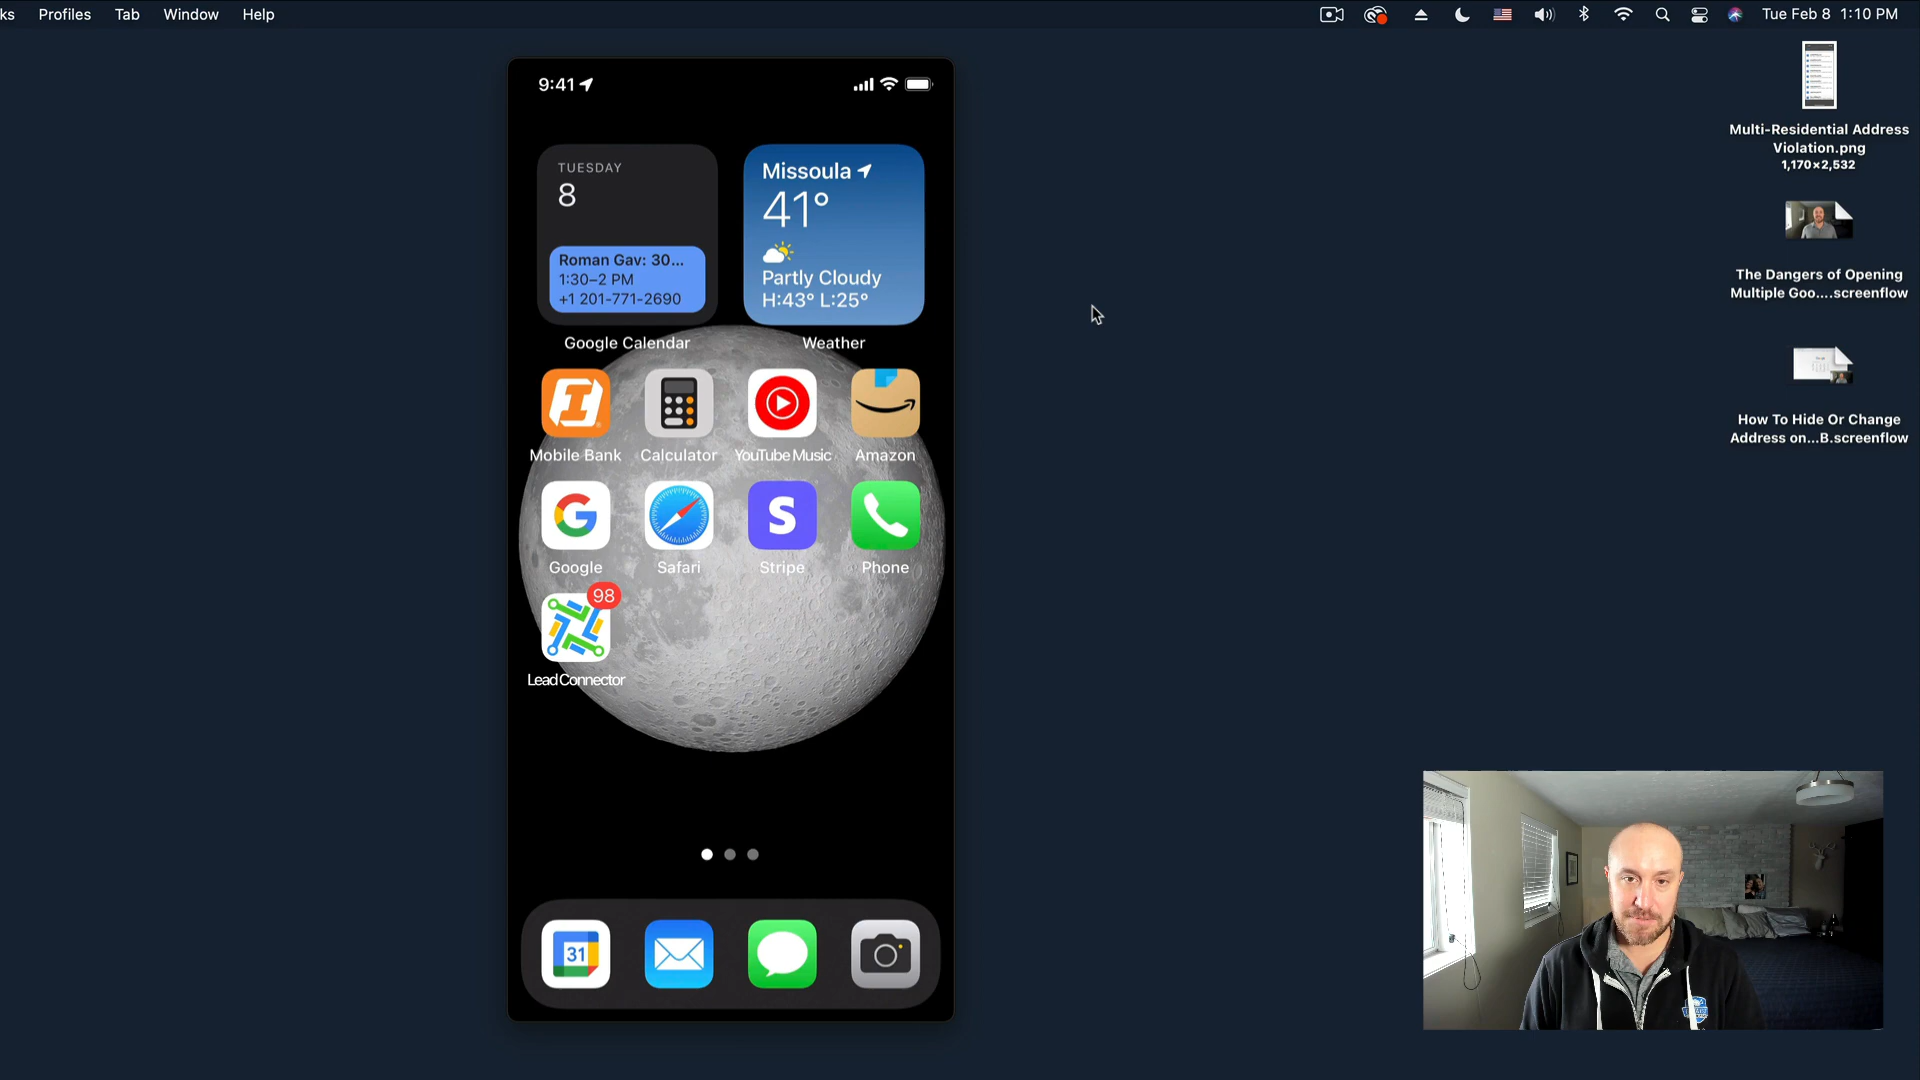 ks Profiles Tab Window Help Tue Feb 8 1:10 PM
9:41
TUESDAY
8
Roman Gav: 30...
1:30–2 PM
+1 201-771-2690
Google Calendar
Missoula
41°
Partly Cloudy
H:43° L:25°
Weather
Mobile Bank Calculator YouTube Music Amazon
S
Google Safari Stripe Phone
98
Lead Connector
31
Multi-Residential Address
Violation.png
1,170×2,532
The Dangers of Opening
Multiple Goo....screenflow
How To Hide Or Change
Address on...B.screenflow